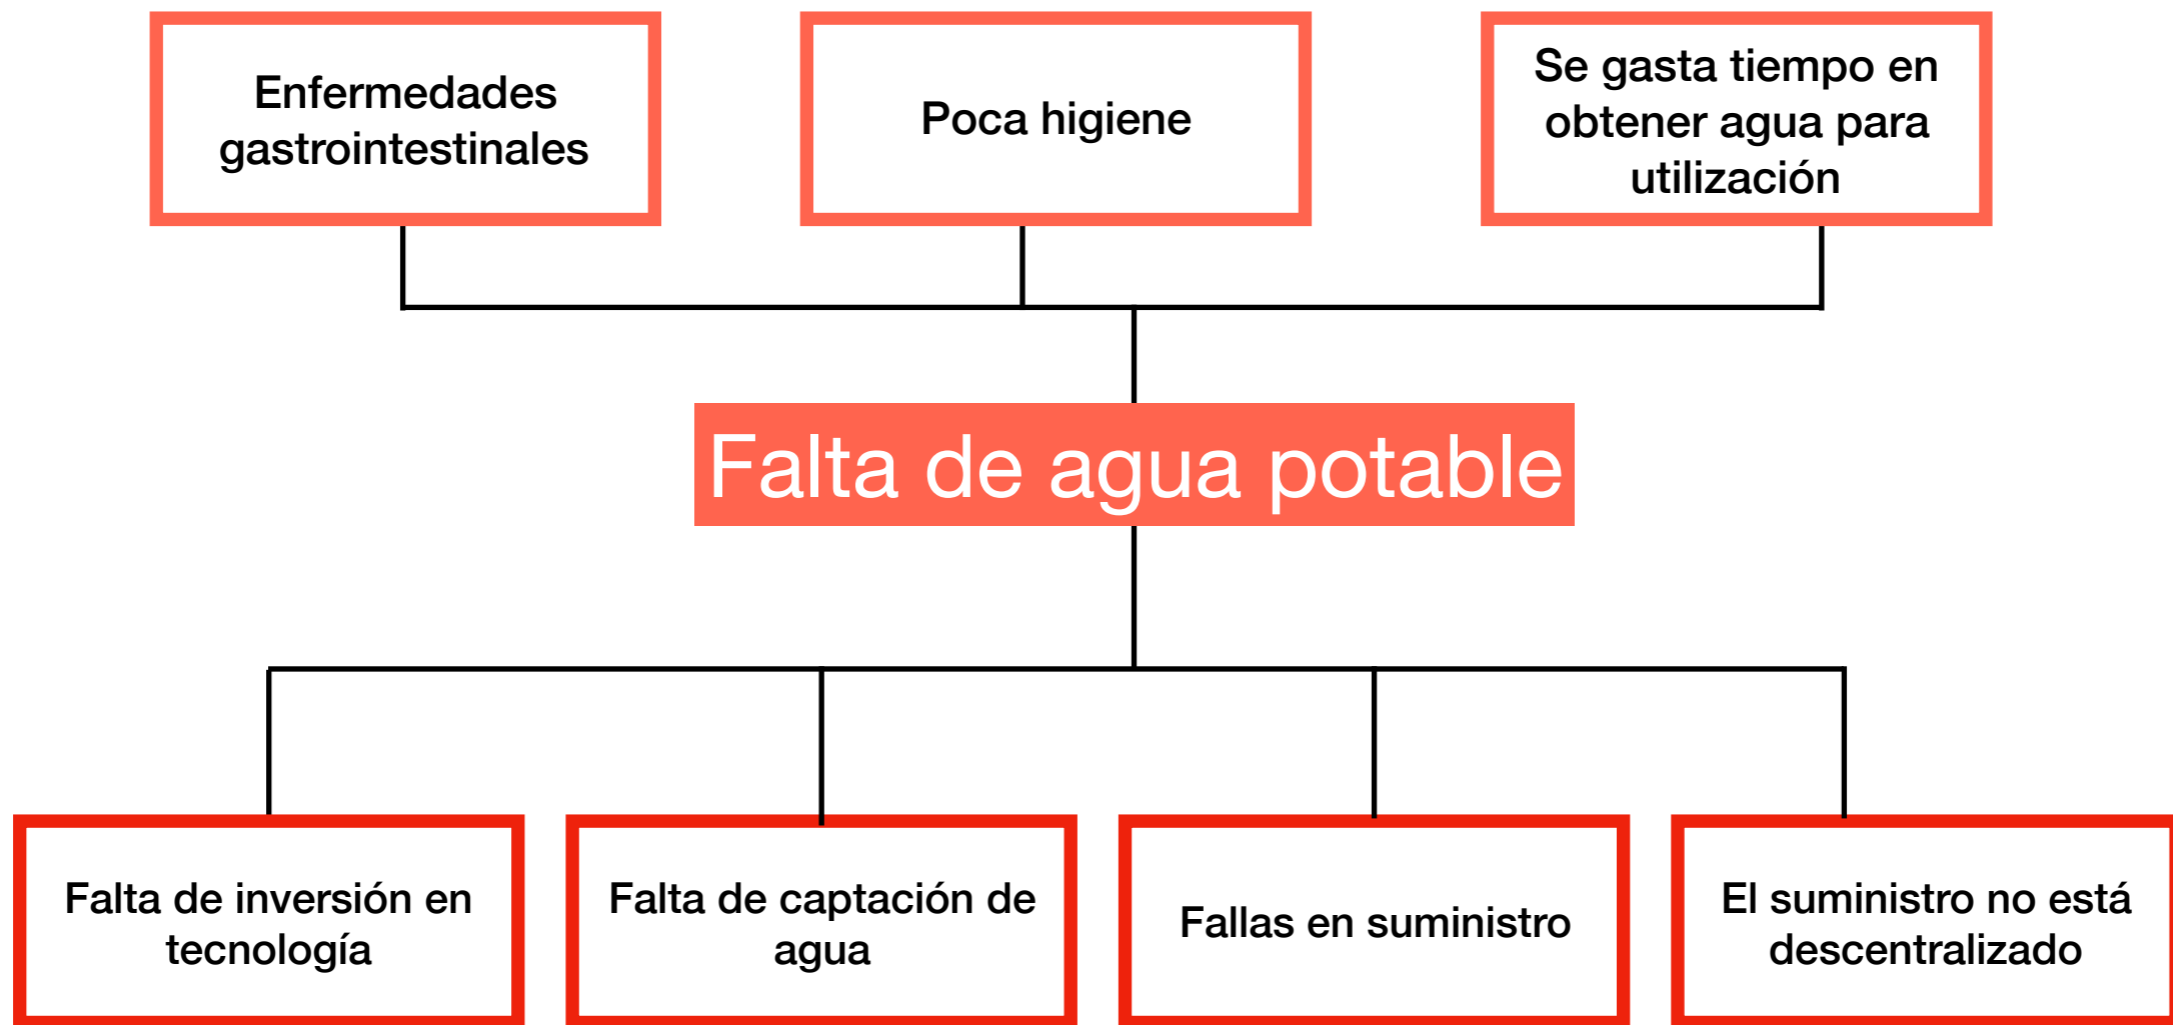 Enfermedades
gastrointestinales
Poca higiene
Se gasta tiempo en
obtener agua para
utilización
Falta de agua potable
Falta de inversión en
tecnología
Falta de captación de
agua
Fallas en suministro
El suministro no está
descentralizado